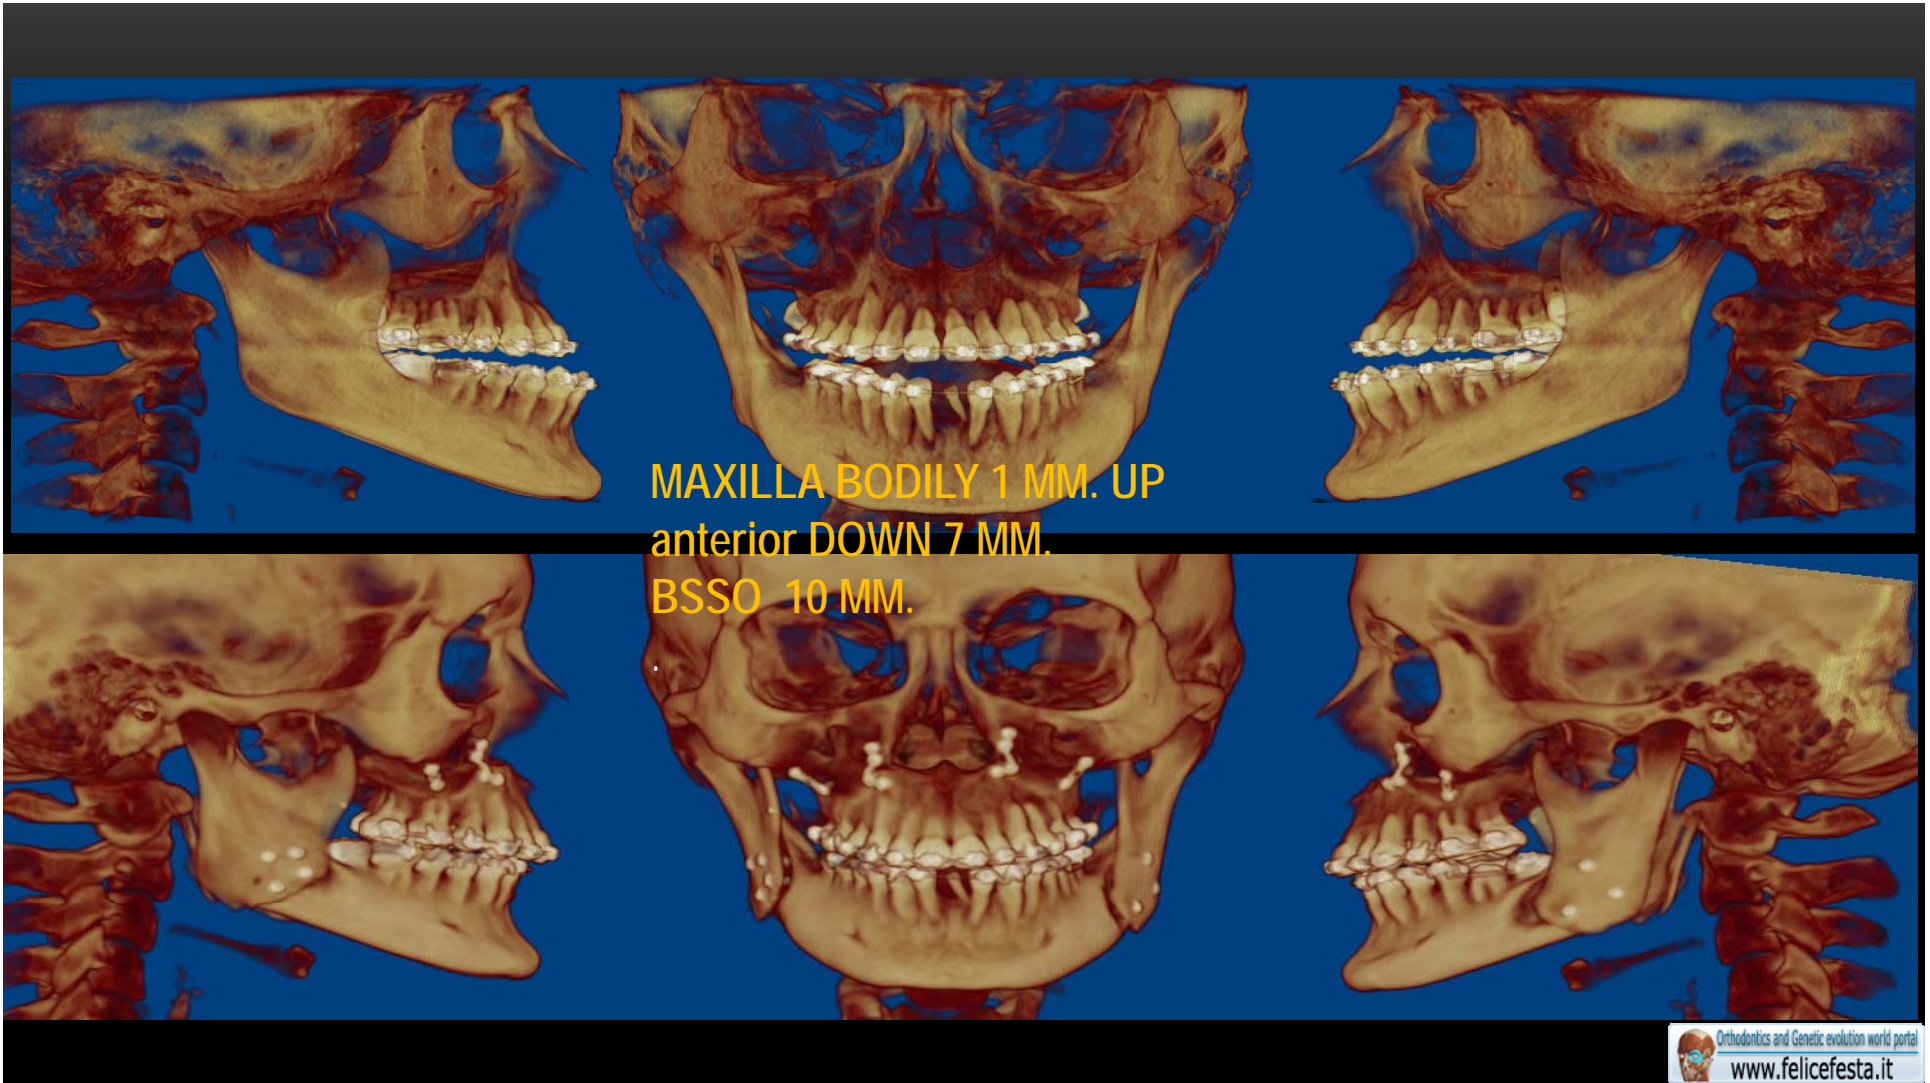 MAXILLA BODILY 1 MM. UP
anterior DOWN 7 MM.
BSSO 10 MM.
.
Orthodontics and Genetic evolution world portal
www.felicefesta.it